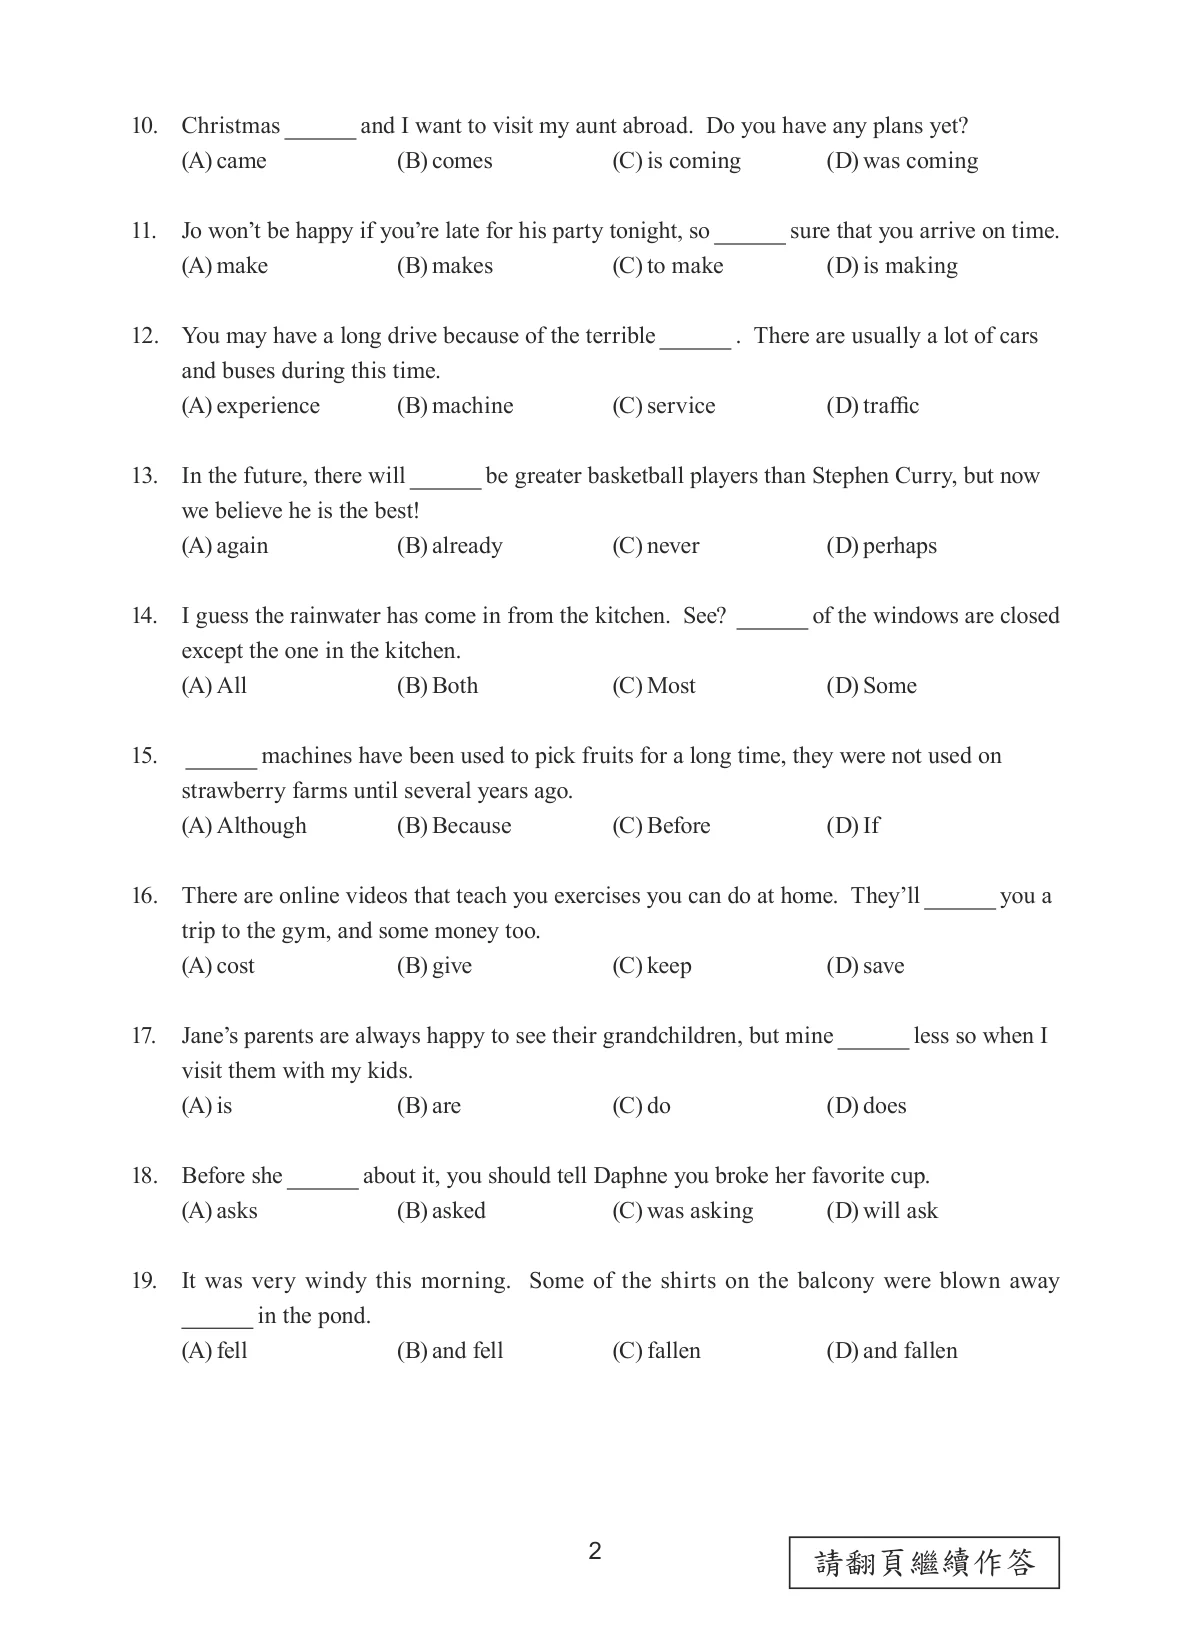 10. Christmas ______ and I want to visit my aunt abroad. Do you have any plans yet?
(A) came (B) comes (C) is coming (D) was coming
11. Jo won’t be happy if you’re late for his party tonight, so ______ sure that you arrive on time.
(A) make (B) makes (C) to make (D) is making
12. You may have a long drive because of the terrible ______ . There are usually a lot of cars
and buses during this time.
(A) experience (B) machine (C) service (D) traffic
13. In the future, there will ______ be greater basketball players than Stephen Curry, but now
we believe he is the best!
(A) again (B) already (C) never (D) perhaps
14. I guess the rainwater has come in from the kitchen. See? ______ of the windows are closed
except the one in the kitchen.
(A) All (B) Both (C) Most (D) Some
15. ______ machines have been used to pick fruits for a long time, they were not used on
strawberry farms until several years ago.
(A) Although (B) Because (C) Before (D) If
16. There are online videos that teach you exercises you can do at home. They’ll ______ you a
trip to the gym, and some money too.
(A) cost (B) give (C) keep (D) save
17. Jane’s parents are always happy to see their grandchildren, but mine ______ less so when I
visit them with my kids.
(A) is (B) are (C) do (D) does
18. Before she ______ about it, you should tell Daphne you broke her favorite cup.
(A) asks (B) asked (C) was asking (D) will ask
19. It was very windy this morning. Some of the shirts on the balcony were blown away
______ in the pond.
(A) fell (B) and fell (C) fallen (D) and fallen
2
請翻頁繼續作答